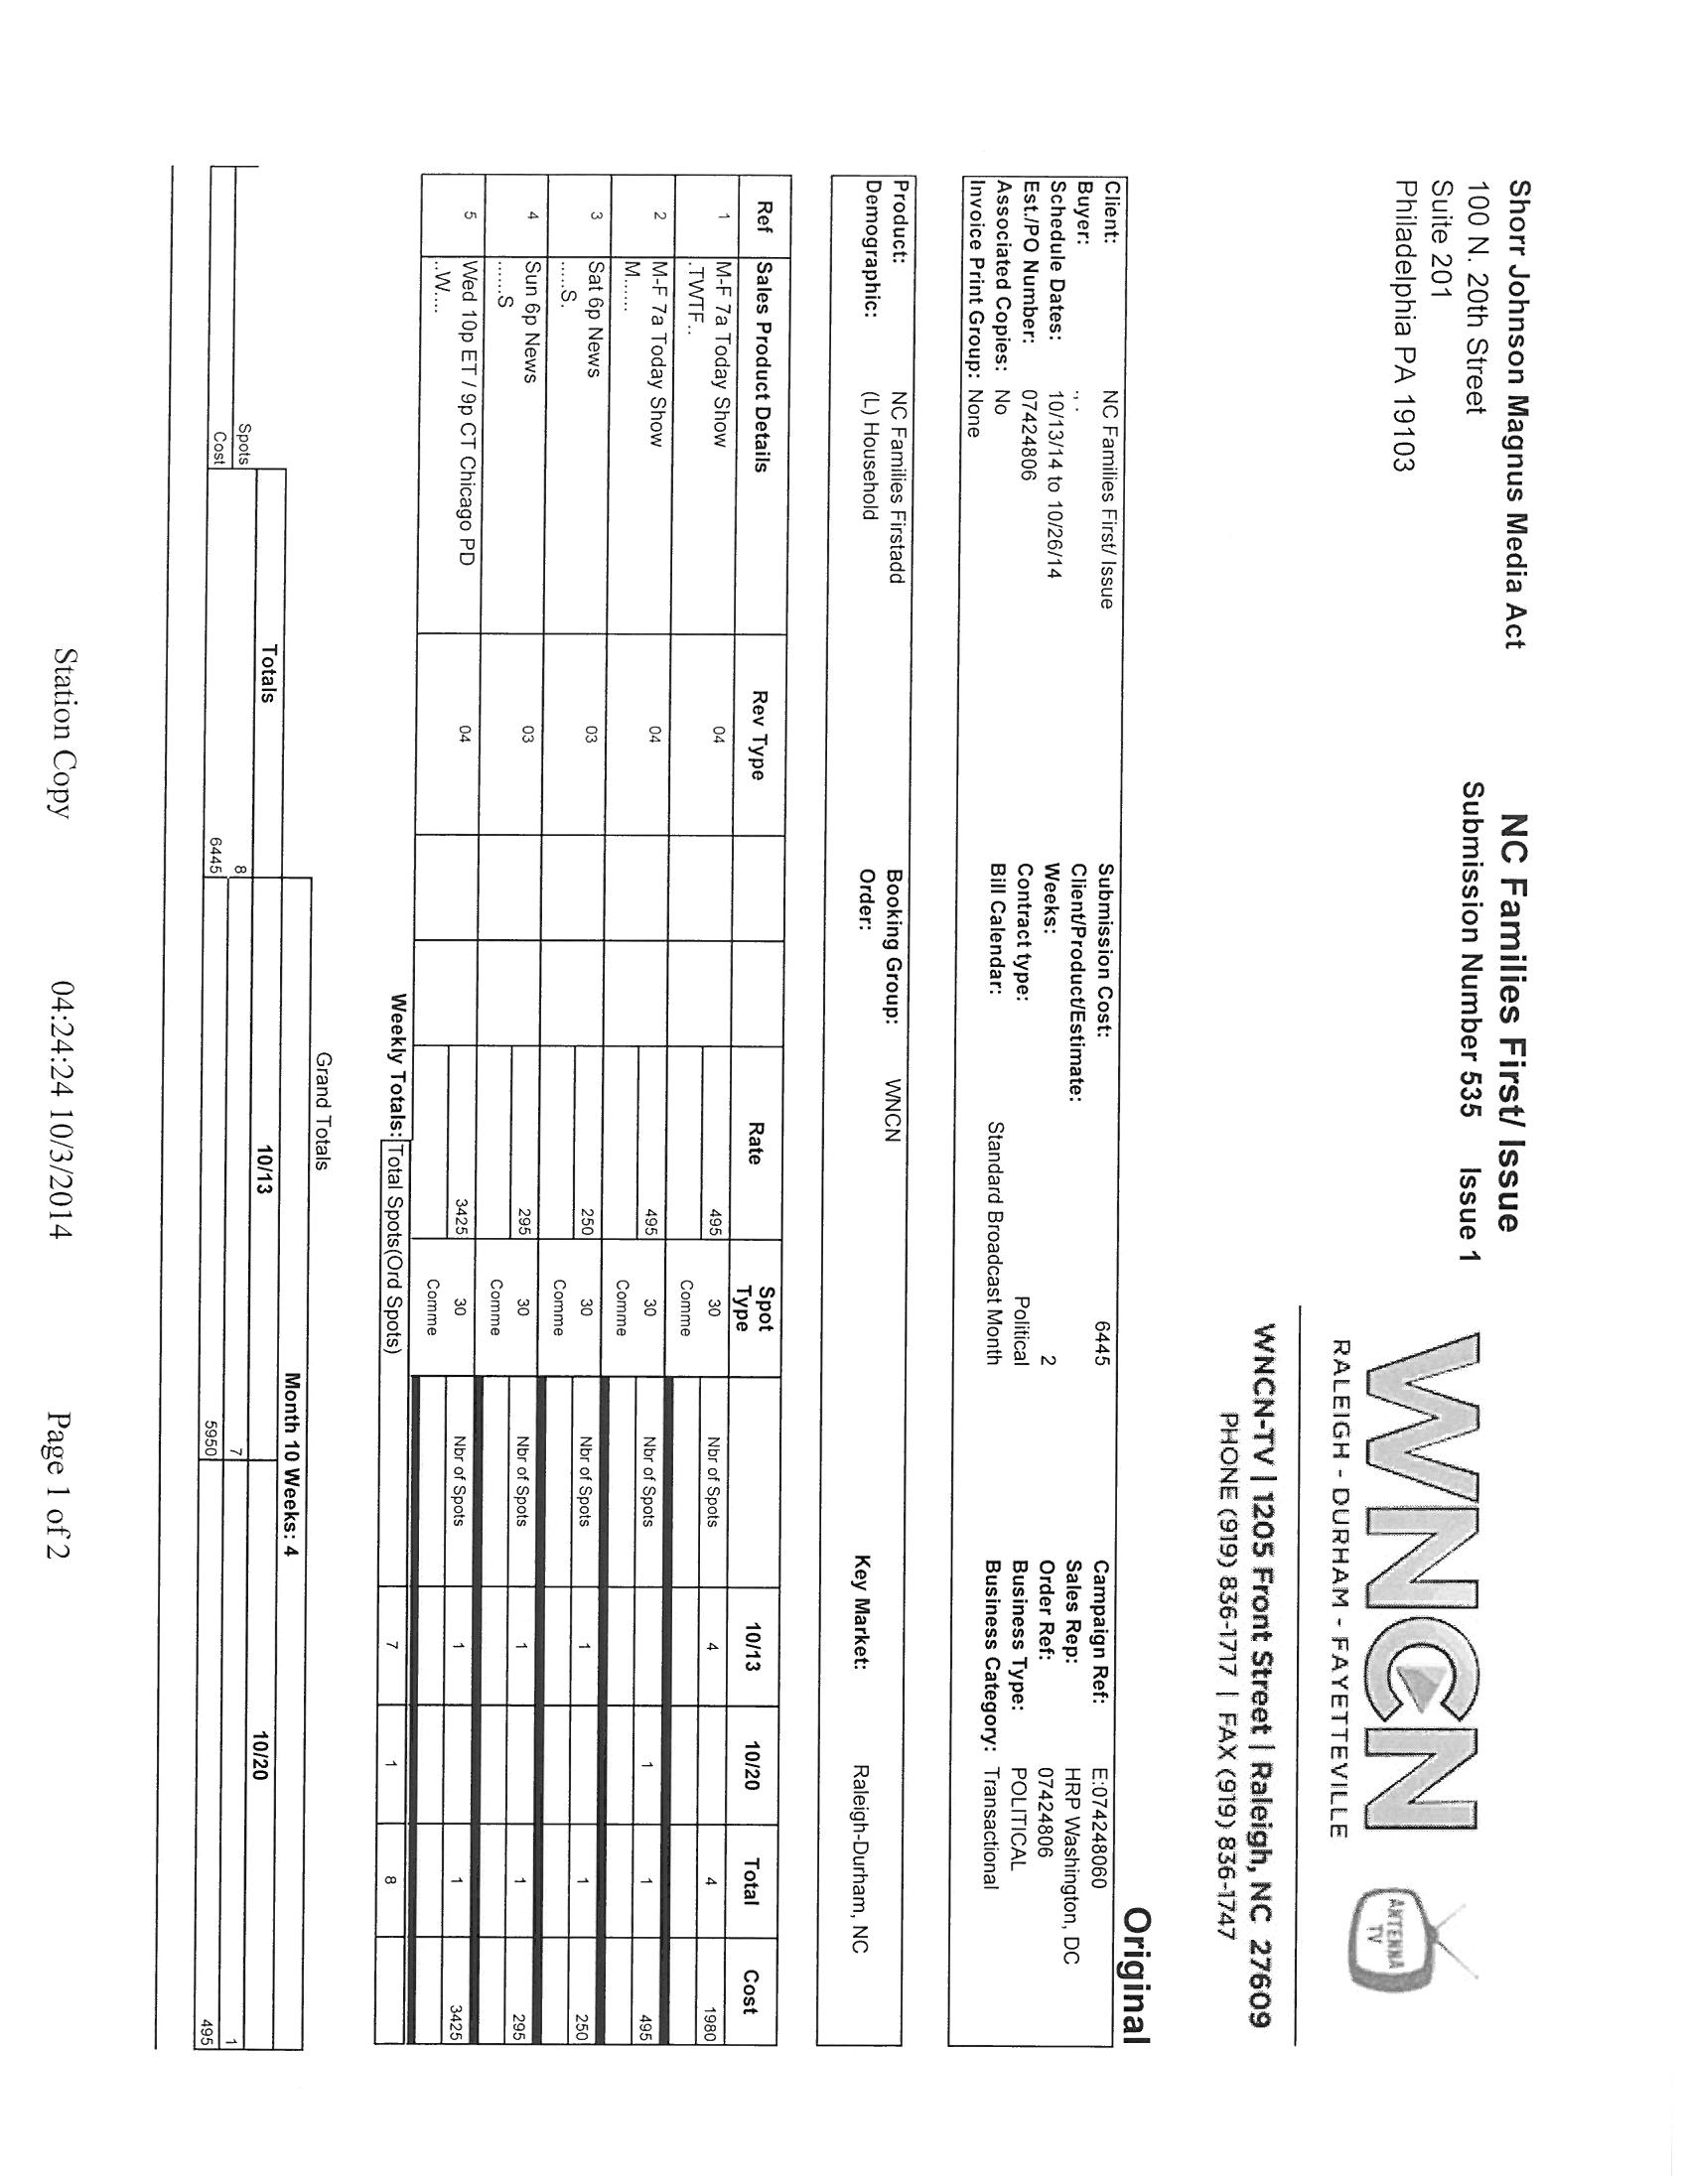 Shorr Johnson Magnus Media Act
100 N. 20th Street
Suite 201
Philadelphia PA 19103
NC Families First/ Issue
Submission Number 535 Issue 1
WNCN
RALEIGH - DURHAM - FAYETTEVILLE
ANTENNA
TV
WNCN-TV | 1205 Front Street | Raleigh, NC 27609
PHONE (919) 836-1717 | FAX (919) 836-1747
Original
Client: NC Families First/ Issue Submission Cost: 6445 Campaign Ref: E:074248060
Buyer: ., . Client/Product/Estimate: Sales Rep: HRP Washington, DC
Schedule Dates: 10/13/14 to 10/26/14 Weeks: 2 Order Ref: 07424806
Est./PO Number: 07424806 Contract type: Political Business Type: POLITICAL
Associated Copies: No Bill Calendar: Standard Broadcast Month Business Category: Transactional
Invoice Print Group: None
Product: NC Families Firstadd Booking Group: WNCN
Demographic: (L) Household Order: Key Market: Raleigh-Durham, NC
Ref Sales Product Details Rev Type Rate Spot Type 10/13 10/20 Total Cost
1 M-F 7a Today Show 04 495 30 Nbr of Spots 4 4 1980
.TWTF.. Comme
2 M-F 7a Today Show 04 495 30 Nbr of Spots 1 1 495
M...... Comme
3 Sat 6p News 03 250 30 Nbr of Spots 1 1 250
.....S. Comme
4 Sun 6p News 03 295 30 Nbr of Spots 1 1 295
......S Comme
5 Wed 10p ET / 9p CT Chicago PD 04 3425 30 Nbr of Spots 1 1 3425
..W.... Comme
Weekly Totals: Total Spots(Ord Spots) 7 1 8
Grand Totals
Month 10 Weeks: 4
Totals 10/13 10/20
Spots 8 7 1
Cost 6445 5950 495
Station Copy 04:24:24 10/3/2014 Page 1 of 2